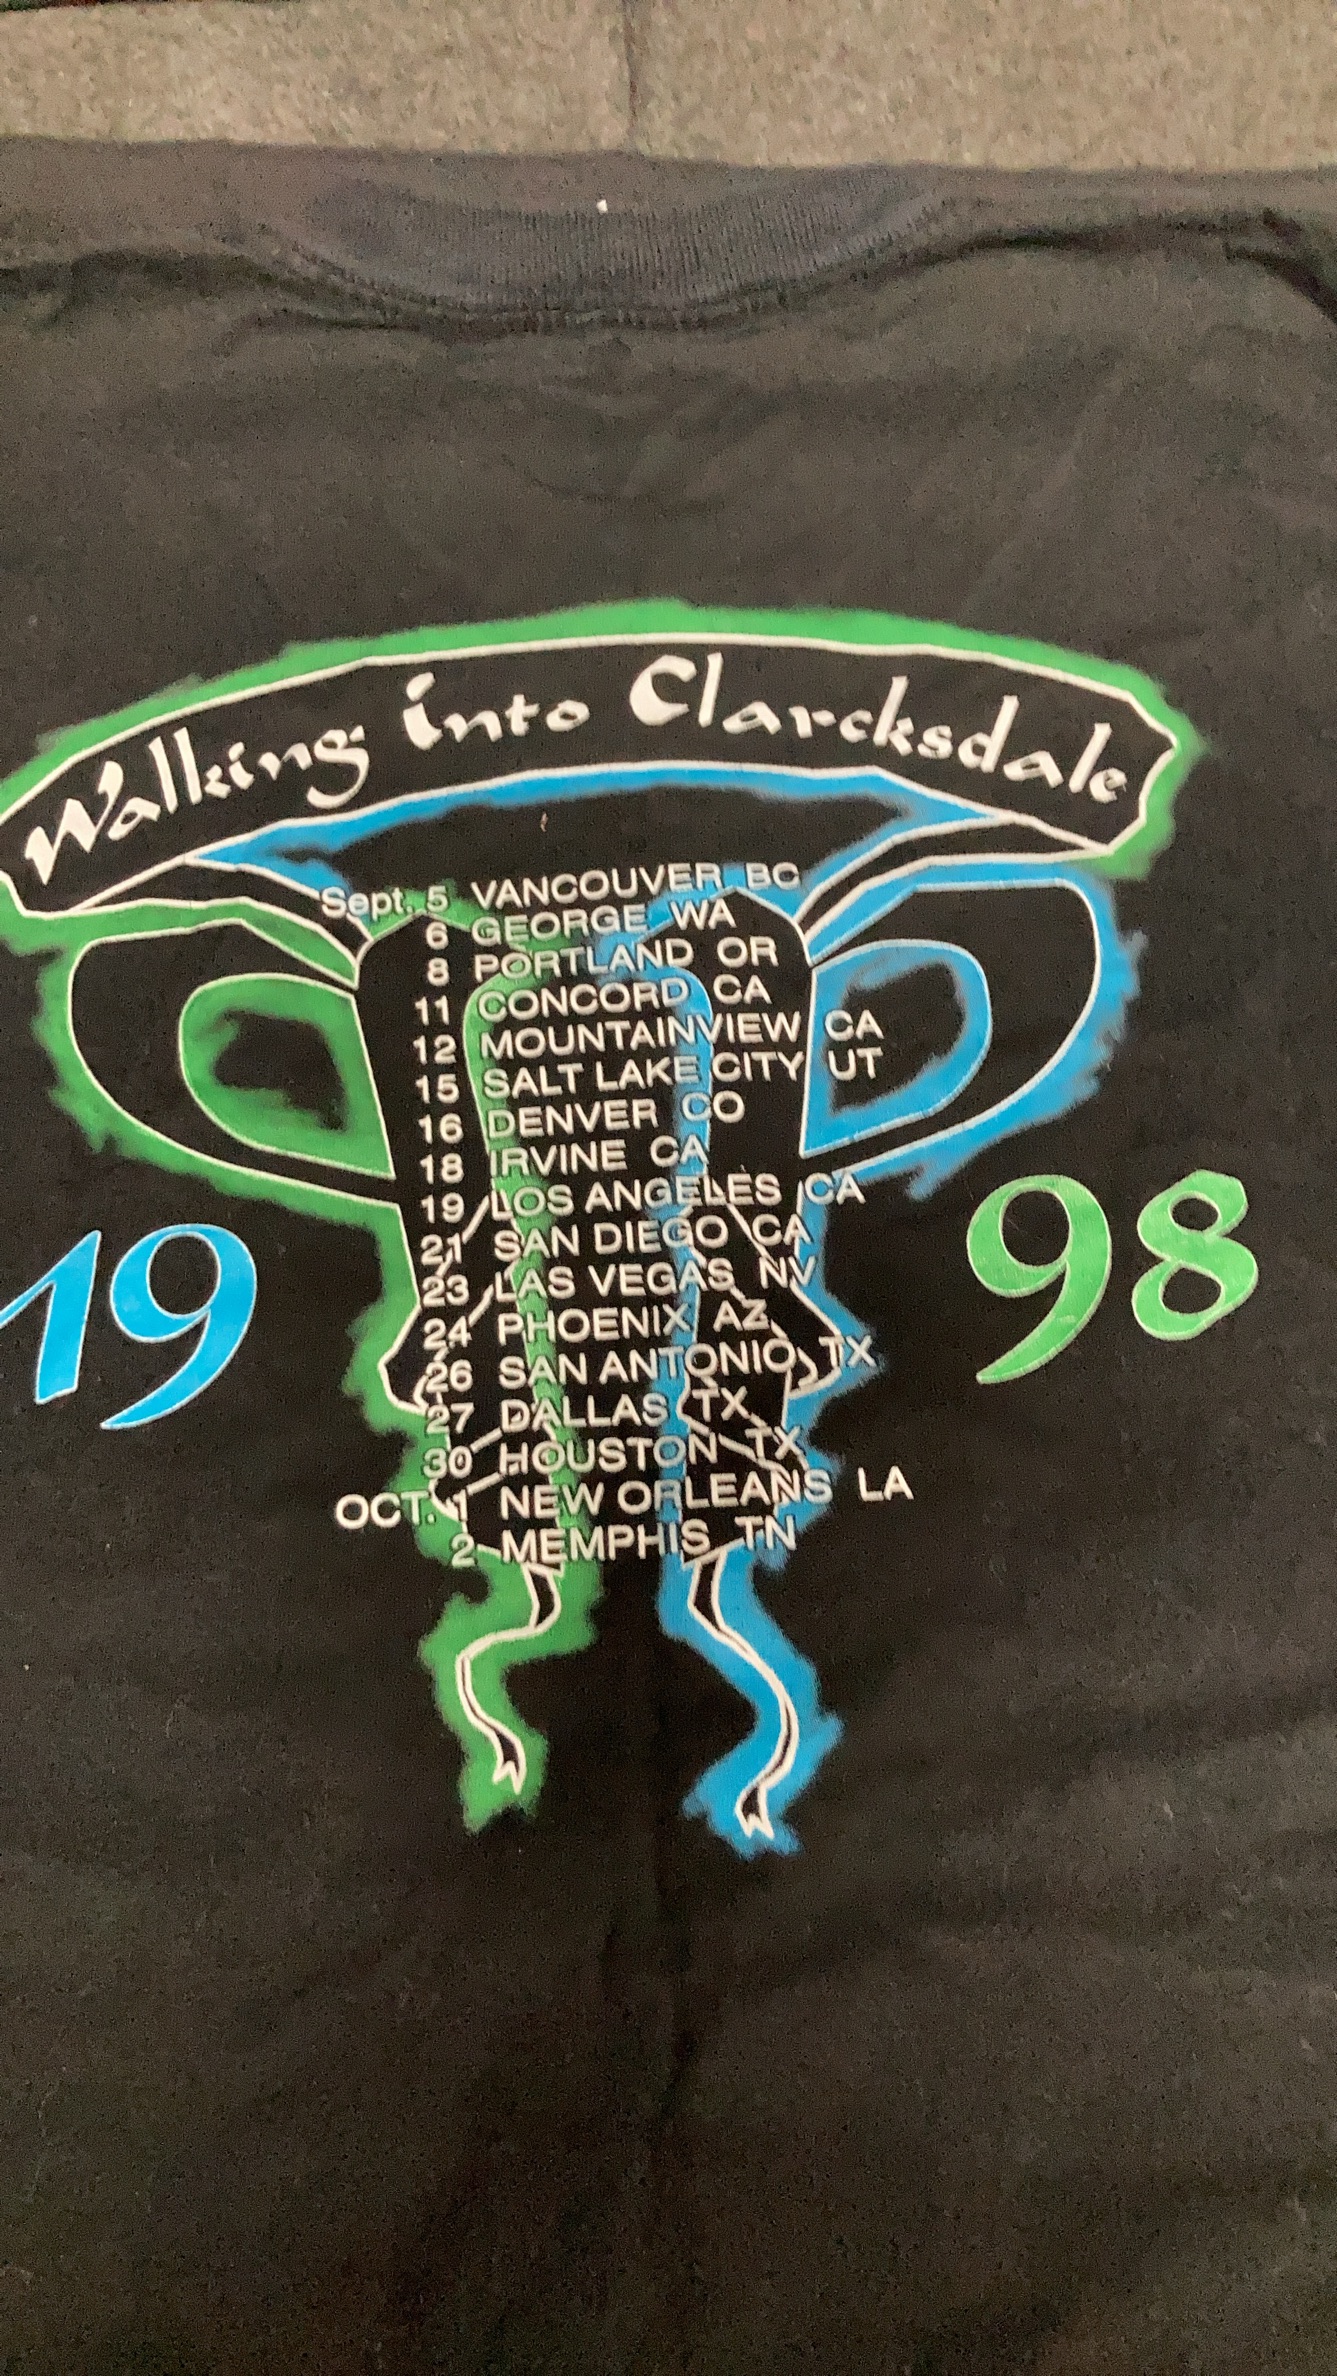 Walking into Clarcksdale
Sept. 5 VANCOUVER BC
6 GEORGE WA
8 PORTLAND OR
11 CONCORD CA
12 MOUNTAINVIEW CA
15 SALT LAKE CITY UT
16 DENVER CO
18 IRVINE CA
19 LOS ANGELES CA
21 SAN DIEGO CA
23 LAS VEGAS NV
24 PHOENIX AZ
26 SAN ANTONIO TX
27 DALLAS TX
30 HOUSTON TX
OCT. 1 NEW ORLEANS LA
2 MEMPHIS TN
19 98